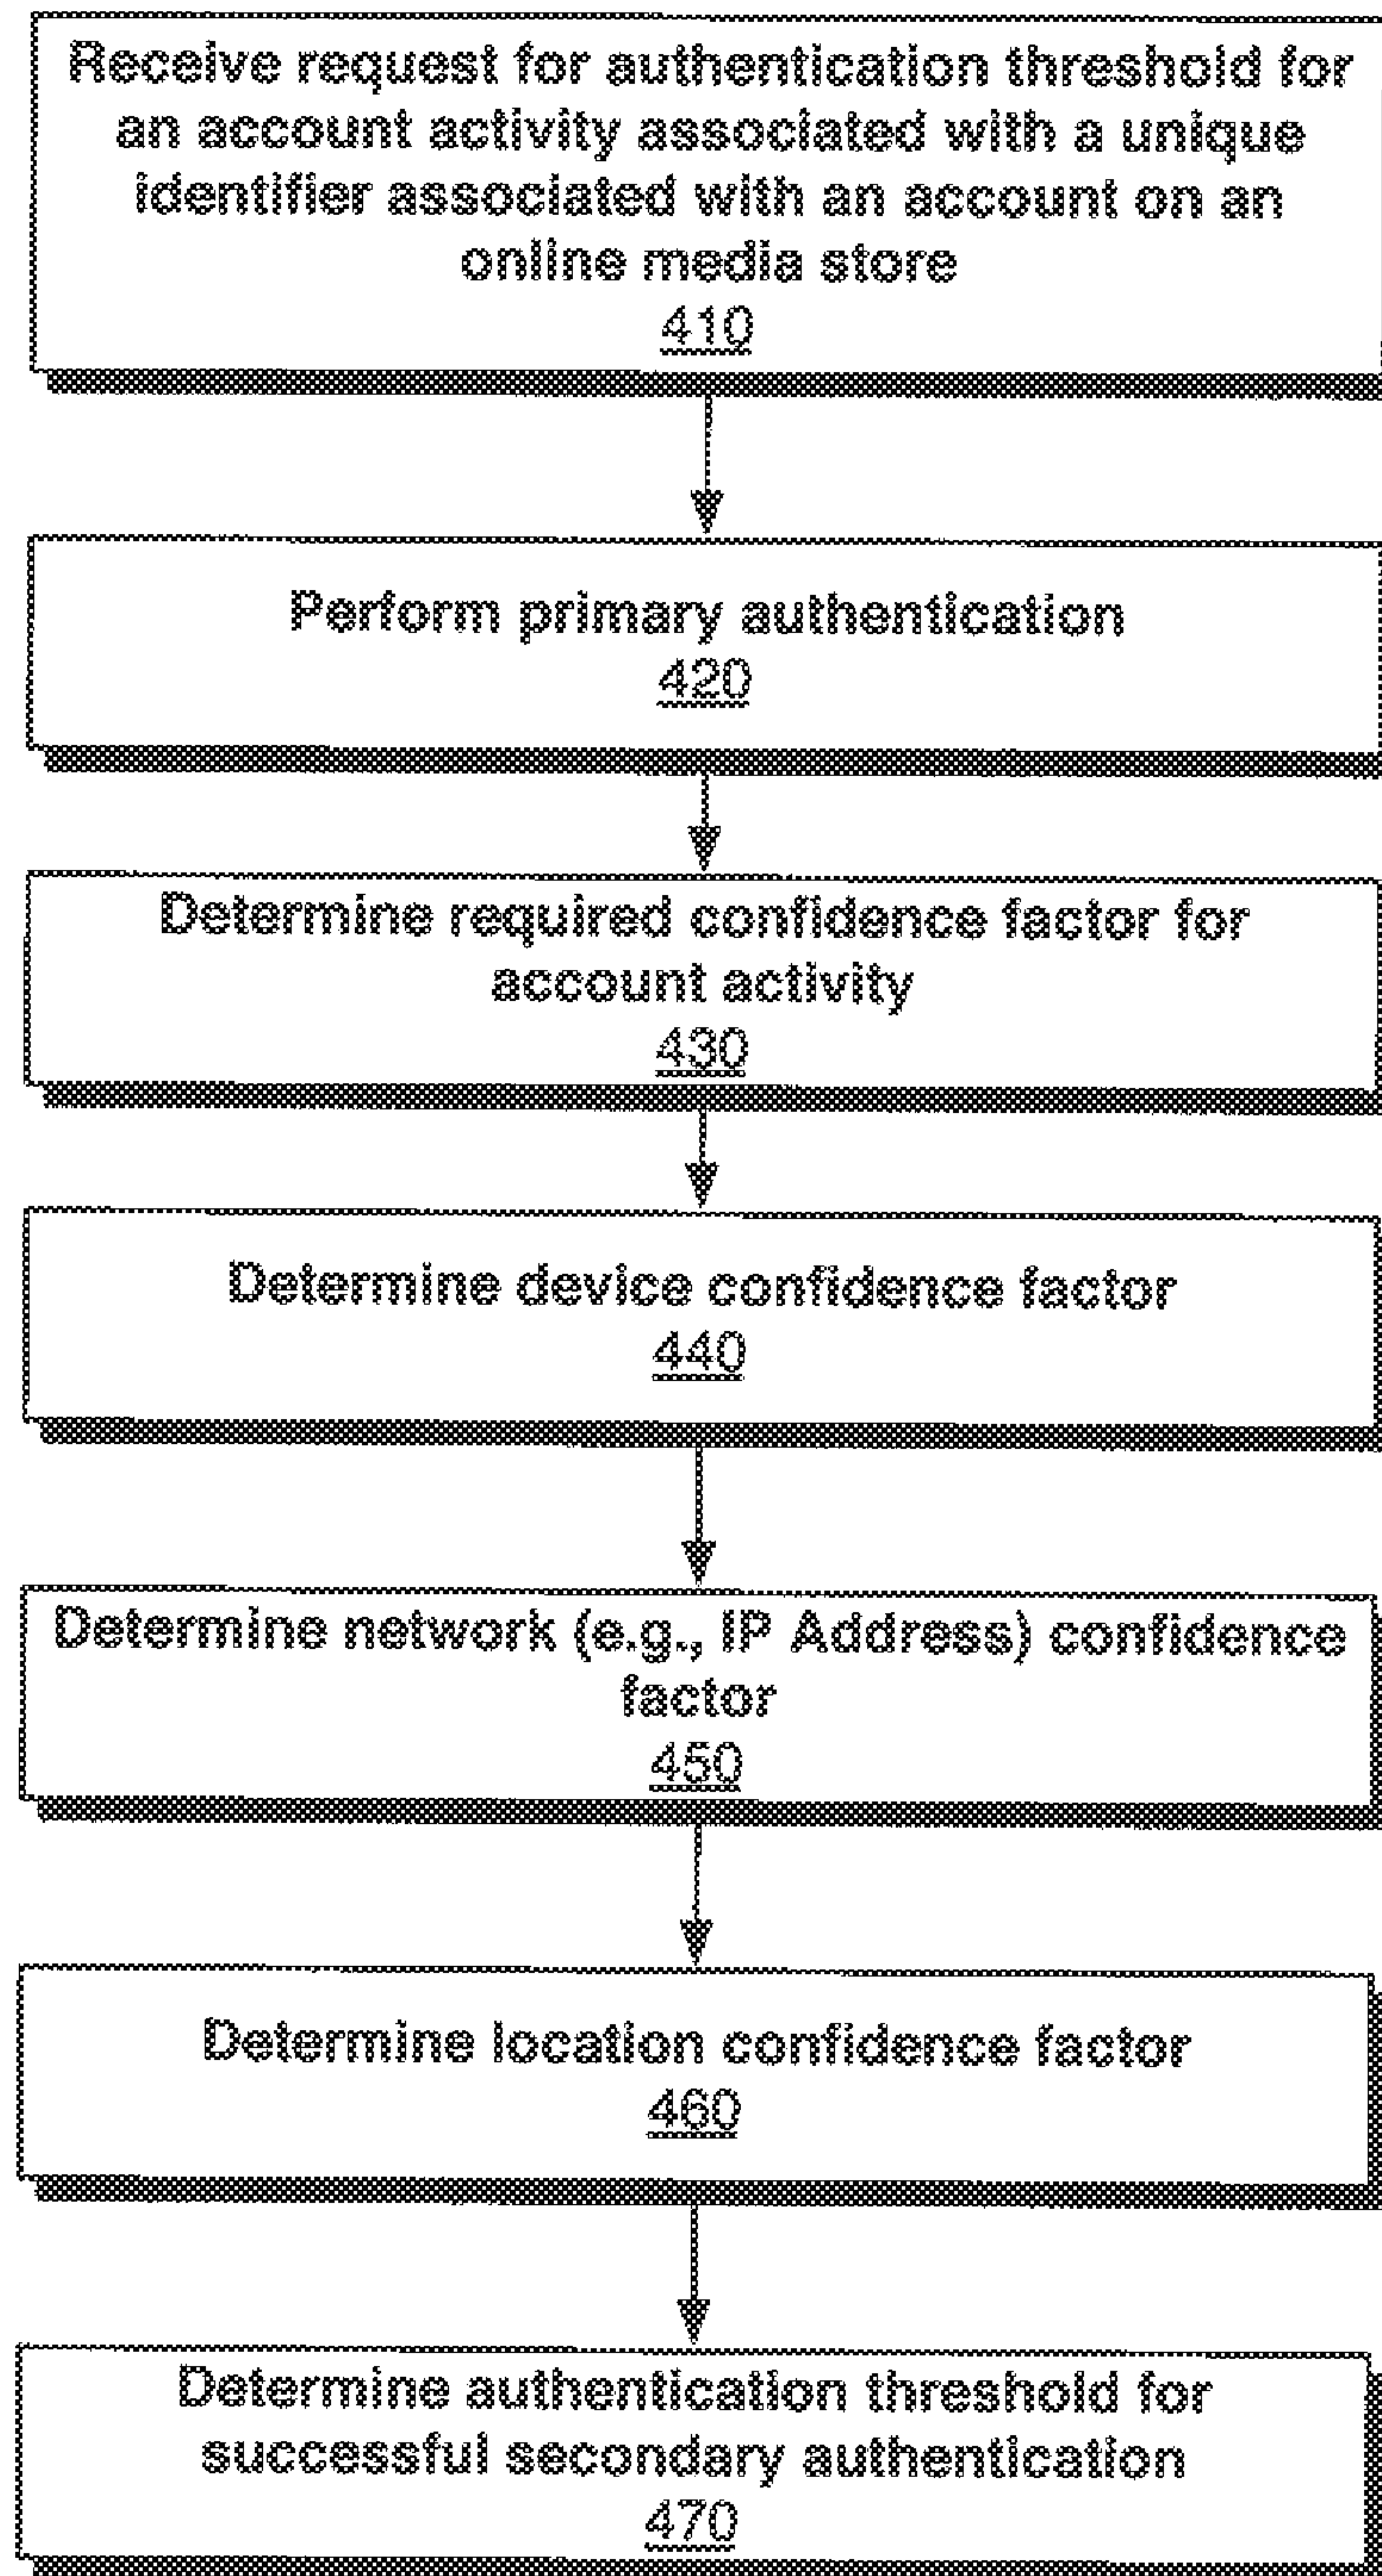 Receive request for authentication threshold for
an account activity associated with a unique
identifier associated with an account on an
online media store
410
Perform primary authentication
420
Determine required confidence factor for
account activity
430
Determine device confidence factor
440
Determine network (e.g., IP Address) confidence
factor
450
Determine location confidence factor
460
Determine authentication threshold for
successful secondary authentication
470